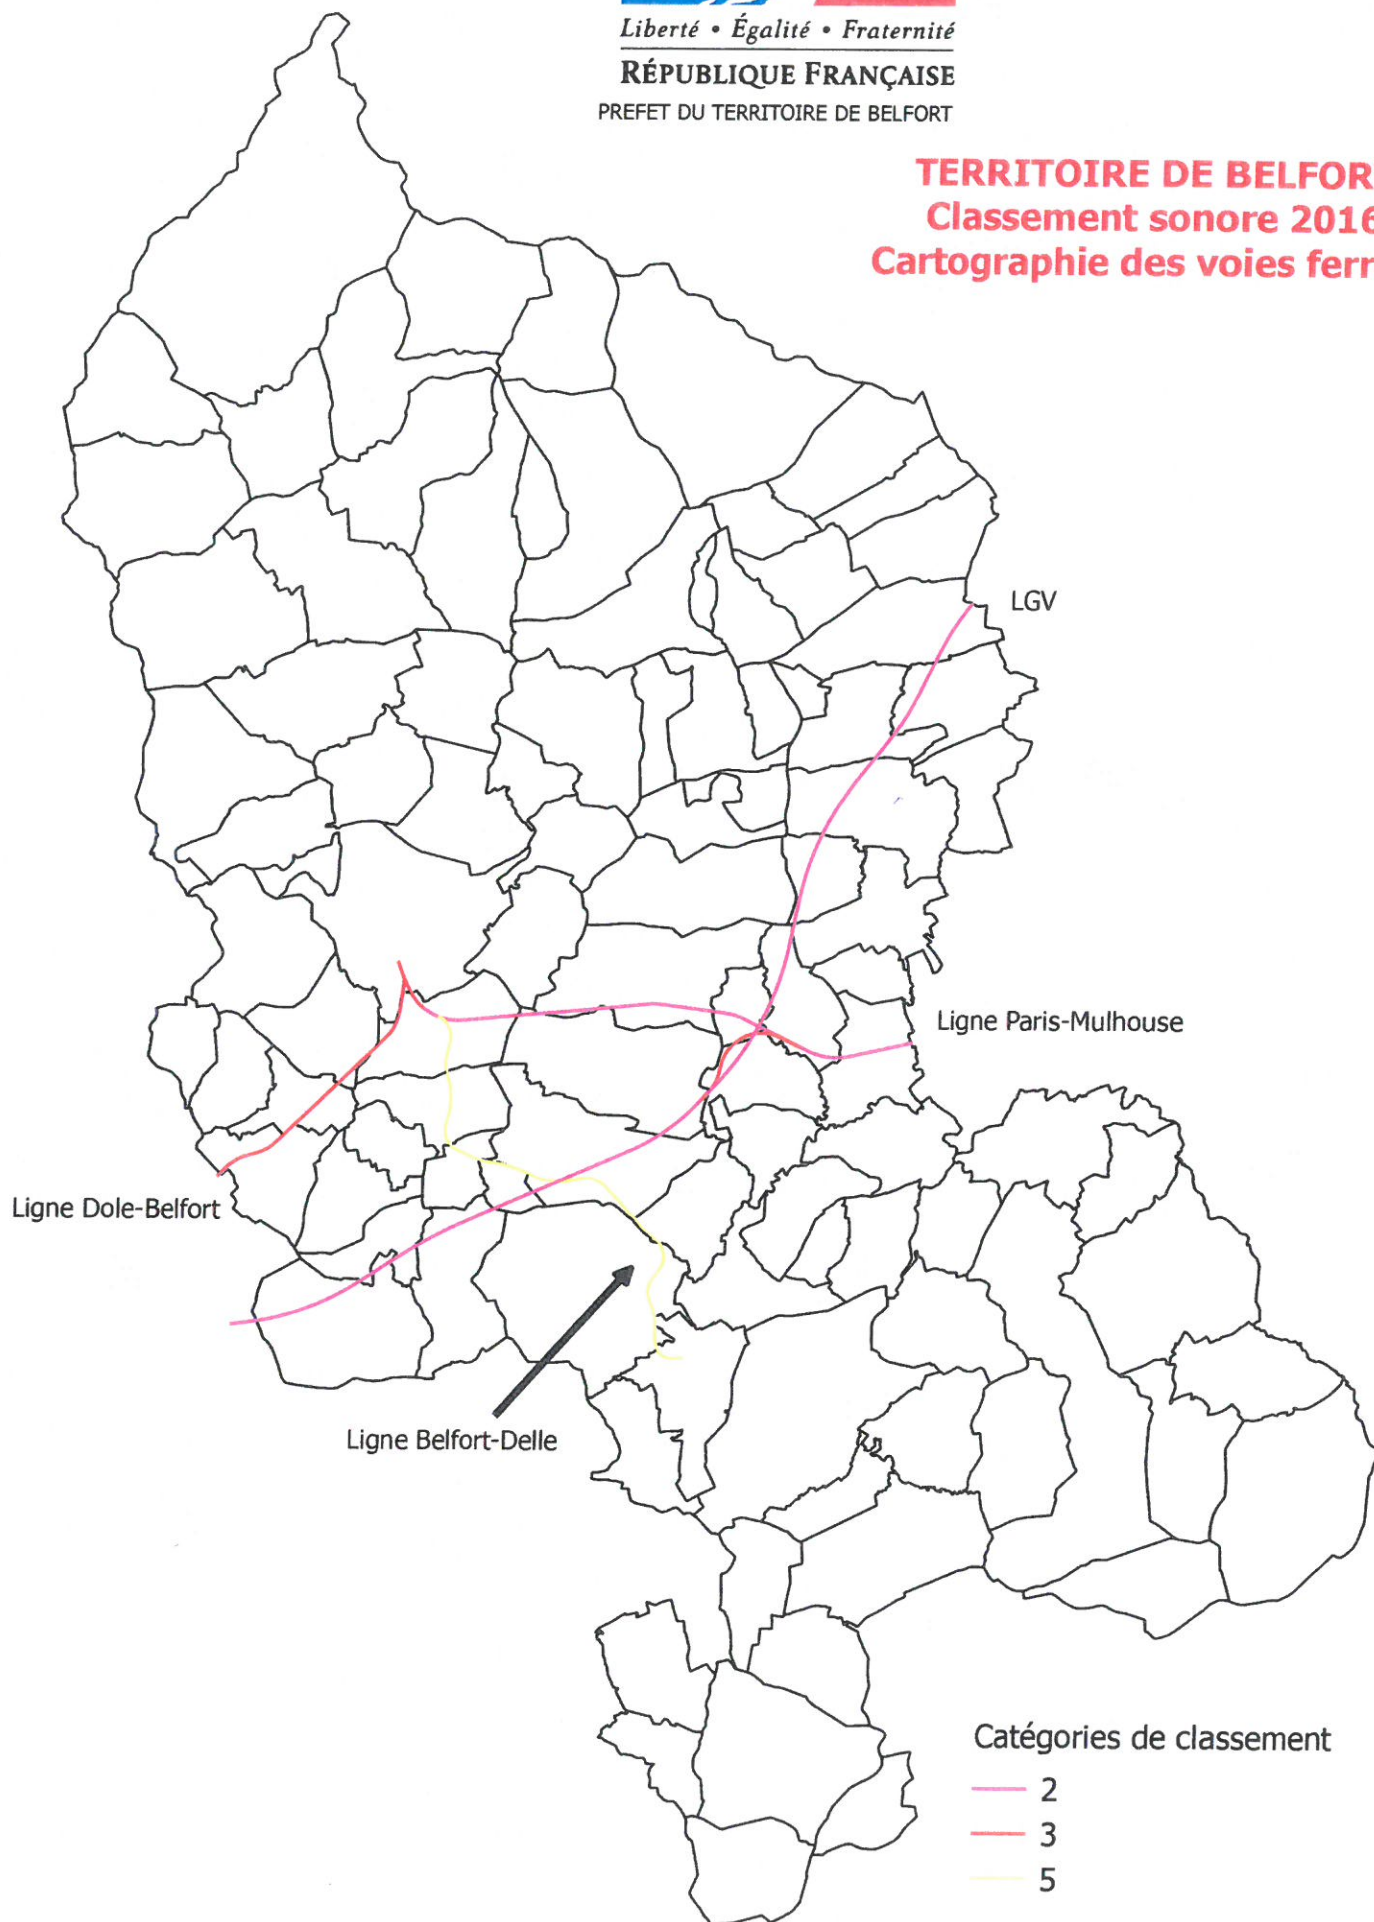 Liberté • Égalité • Fraternité
RÉPUBLIQUE FRANÇAISE
PREFET DU TERRITOIRE DE BELFORT
TERRITOIRE DE BELFOR
Classement sonore 2016
Cartographie des voies ferr
LGV
Ligne Paris-Mulhouse
Ligne Dole-Belfort
Ligne Belfort-Delle
Catégories de classement
2
3
5